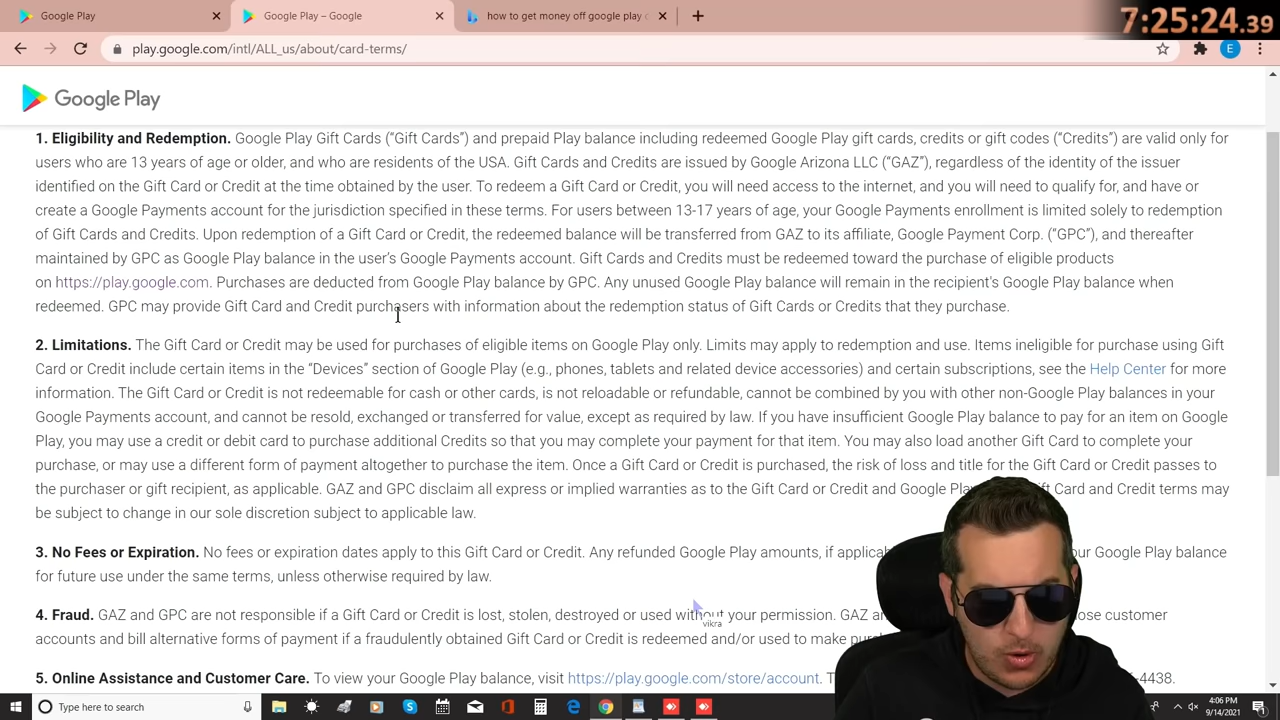 Google Play
Google Play – Google
how to get money off google play
7:25:24.39
play.google.com/intl/ALL_us/about/card-terms/
E
Google Play
1. Eligibility and Redemption. Google Play Gift Cards (“Gift Cards”) and prepaid Play balance including redeemed Google Play gift cards, credits or gift codes (“Credits”) are valid only for
users who are 13 years of age or older, and who are residents of the USA. Gift Cards and Credits are issued by Google Arizona LLC (“GAZ”), regardless of the identity of the issuer
identified on the Gift Card or Credit at the time obtained by the user. To redeem a Gift Card or Credit, you will need access to the internet, and you will need to qualify for, and have or
create a Google Payments account for the jurisdiction specified in these terms. For users between 13-17 years of age, your Google Payments enrollment is limited solely to redemption
of Gift Cards and Credits. Upon redemption of a Gift Card or Credit, the redeemed balance will be transferred from GAZ to its affiliate, Google Payment Corp. (“GPC”), and thereafter
maintained by GPC as Google Play balance in the user's Google Payments account. Gift Cards and Credits must be redeemed toward the purchase of eligible products
on https://play.google.com. Purchases are deducted from Google Play balance by GPC. Any unused Google Play balance will remain in the recipient's Google Play balance when
redeemed. GPC may provide Gift Card and Credit purchasers with information about the redemption status of Gift Cards or Credits that they purchase.
2. Limitations. The Gift Card or Credit may be used for purchases of eligible items on Google Play only. Limits may apply to redemption and use. Items ineligible for purchase using Gift
Card or Credit include certain items in the “Devices” section of Google Play (e.g., phones, tablets and related device accessories) and certain subscriptions, see the Help Center for more
information. The Gift Card or Credit is not redeemable for cash or other cards, is not reloadable or refundable, cannot be combined by you with other non-Google Play balances in your
Google Payments account, and cannot be resold, exchanged or transferred for value, except as required by law. If you have insufficient Google Play balance to pay for an item on Google
Play, you may use a credit or debit card to purchase additional Credits so that you may complete your payment for that item. You may also load another Gift Card to complete your
purchase, or may use a different form of payment altogether to purchase the item. Once a Gift Card or Credit is purchased, the risk of loss and title for the Gift Card or Credit passes to
the purchaser or gift recipient, as applicable. GAZ and GPC disclaim all express or implied warranties as to the Gift Card or Credit and Google Card and Credit terms may
be subject to change in our sole discretion subject to applicable law.
3. No Fees or Expiration. No fees or expiration dates apply to this Gift Card or Credit. Any refunded Google Play amounts, if Google Play balance
for future use under the same terms, unless otherwise required by law.
4. Fraud. GAZ and GPC are not responsible if a Gift Card or Credit is lost, stolen, destroyed or used without your permission. GAZ customer
vikra
accounts and bill alternative forms of payment if a fraudulently obtained Gift Card or Credit is redeemed and/or used to make
5. Online Assistance and Customer Care. To view your Google Play balance, visit https://play.google.com/store/account. -4438.
Type here to search
4:06 PM
9/14/2021